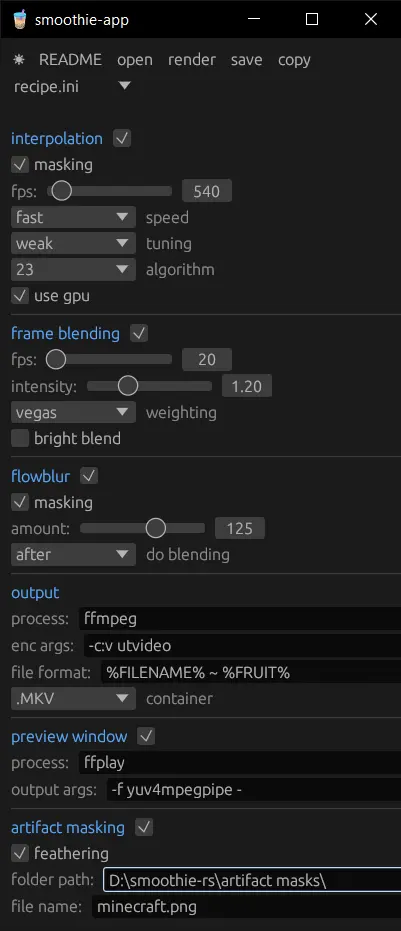 smoothie-app
README open render save copy
recipe.ini
interpolation
masking
fps: 540
fast speed
weak tuning
23 algorithm
use gpu
frame blending
fps: 20
intensity: 1.20
vegas weighting
bright blend
flowblur
masking
amount: 125
after do blending
output
process: ffmpeg
enc args: -c:v utvideo
file format: %FILENAME% ~ %FRUIT%
.MKV container
preview window
process: ffplay
output args: -f yuv4mpegpipe -
artifact masking
feathering
folder path: D:\smoothie-rs\artifact masks\
file name: minecraft.png